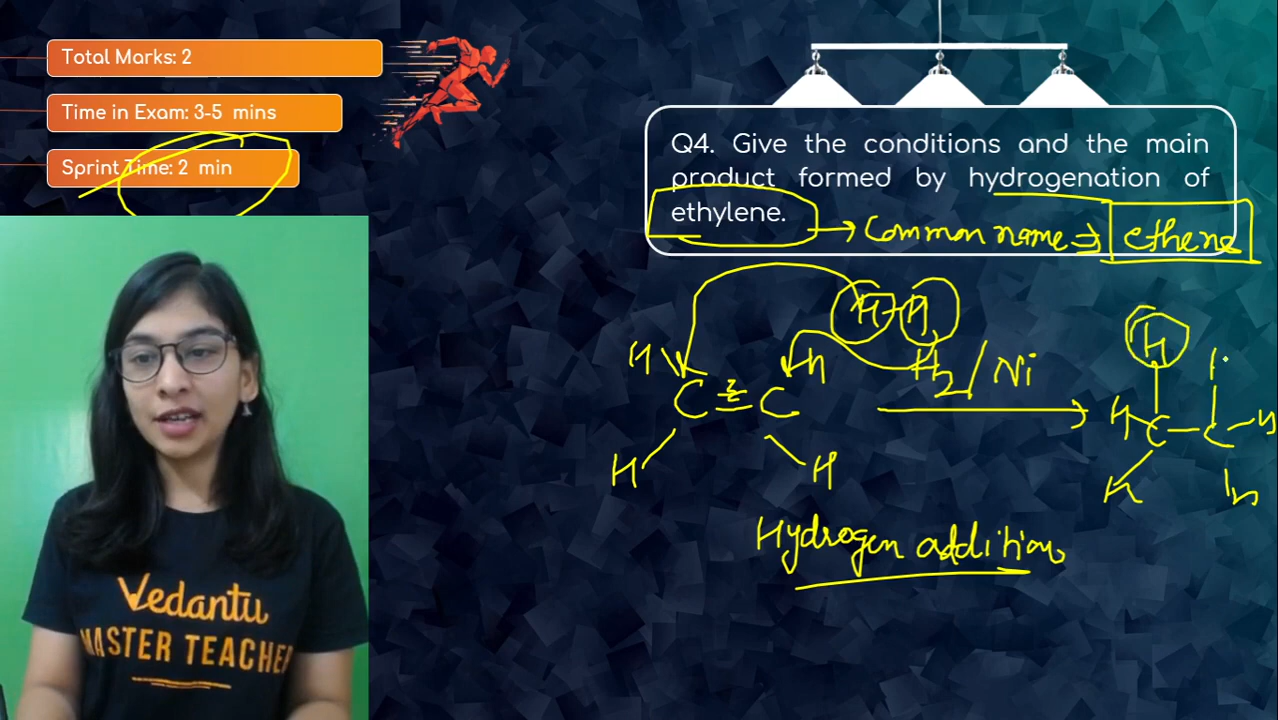 Total Marks: 2
Time in Exam: 3-5 mins
Sprint Time: 2 min
Q4. Give the conditions and the main
product formed by hydrogenation of
ethylene.
→ Common name ⇒ ethene
H-H
H H H2/Ni
C=C
H H
Hydrogen addition
H
H C-C H
H H
Vedantu
MASTER TEACHER